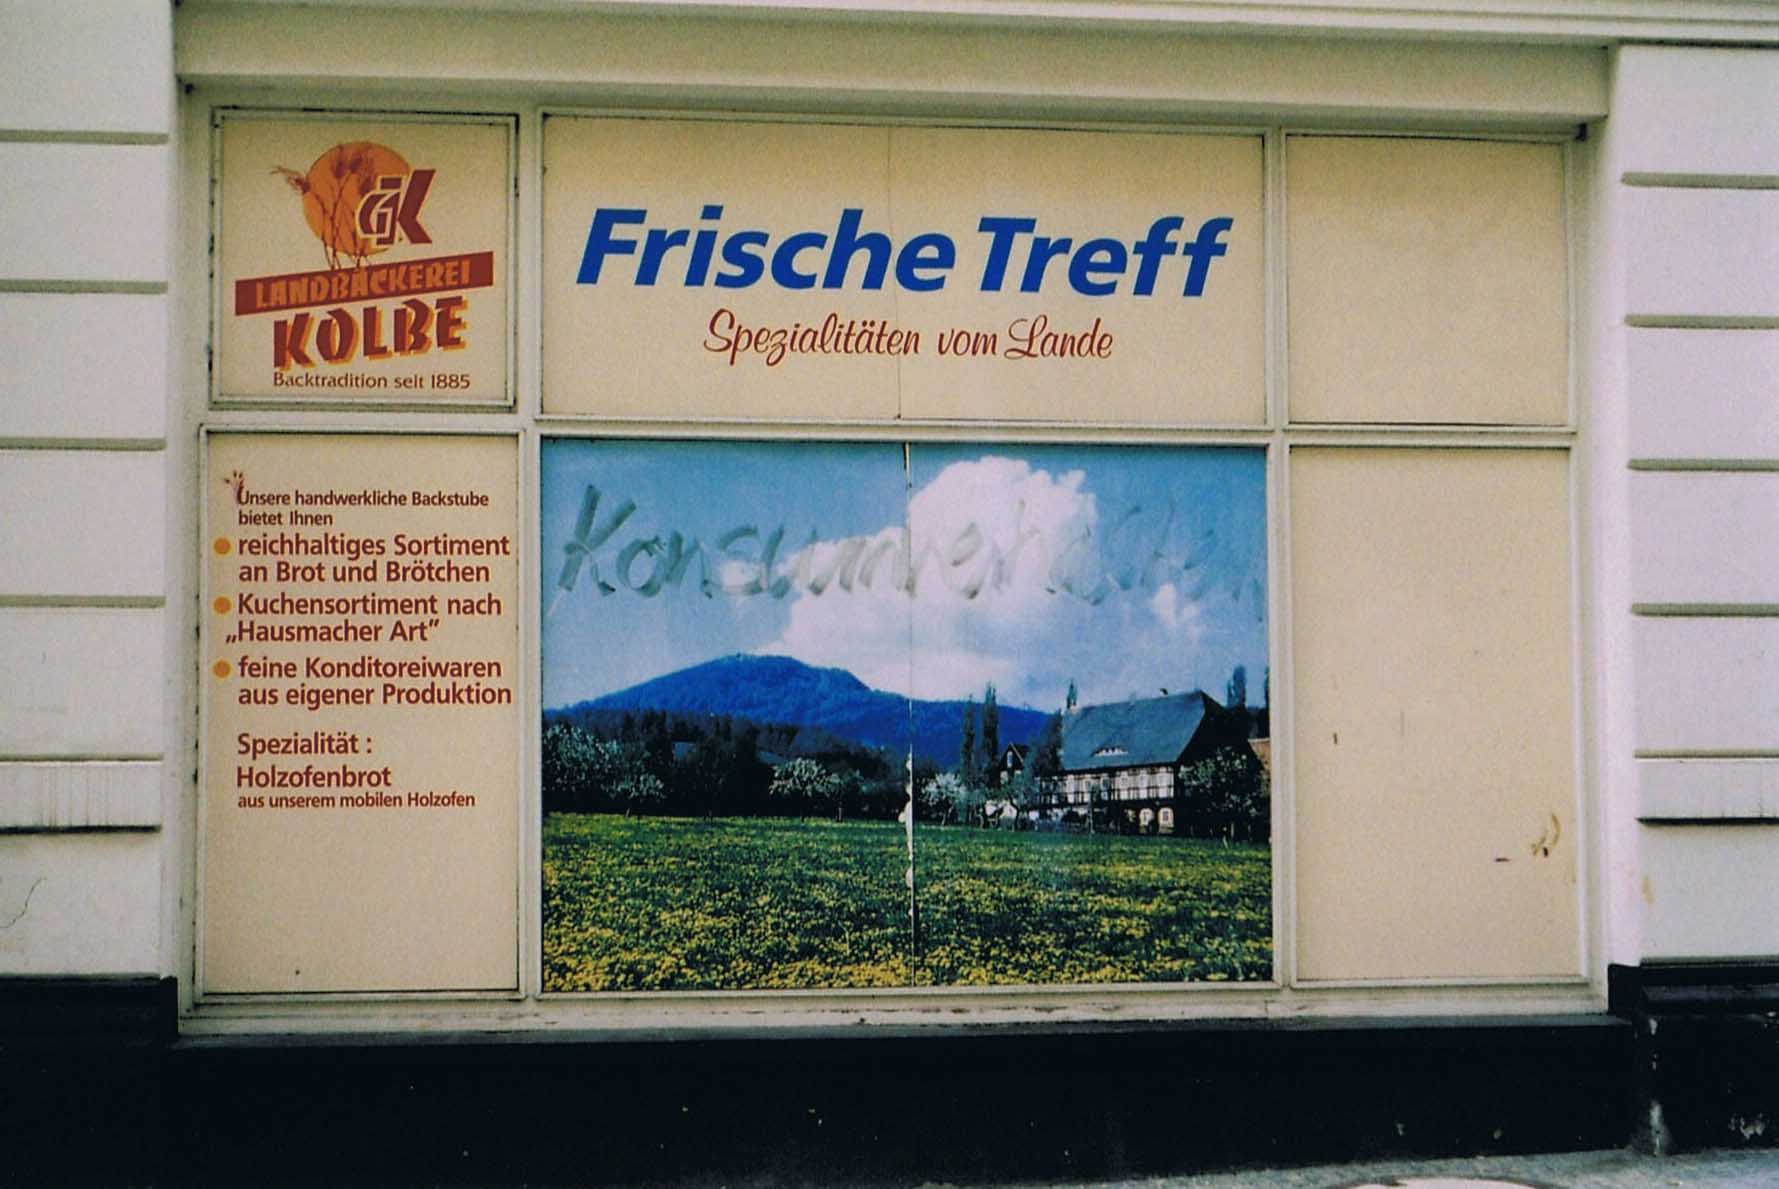 GJK
LANDBÄCKEREI
KOLBE
Backtradition seit 1885
Frische Treff
Spezialitäten vom Lande
Unsere handwerkliche Backstube
bietet Ihnen
reichhaltiges Sortiment
an Brot und Brötchen
Kuchensortiment nach
„Hausmacher Art”
feine Konditoreiwaren
aus eigener Produktion
Spezialität :
Holzofenbrot
aus unserem mobilen Holzofen